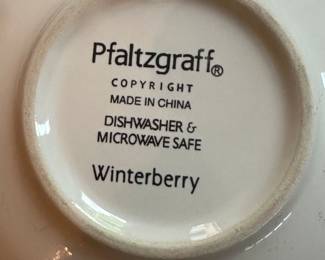 Pfaltzgraff®
COPYRIGHT
MADE IN CHINA
DISHWASHER &
MICROWAVE SAFE
Winterberry